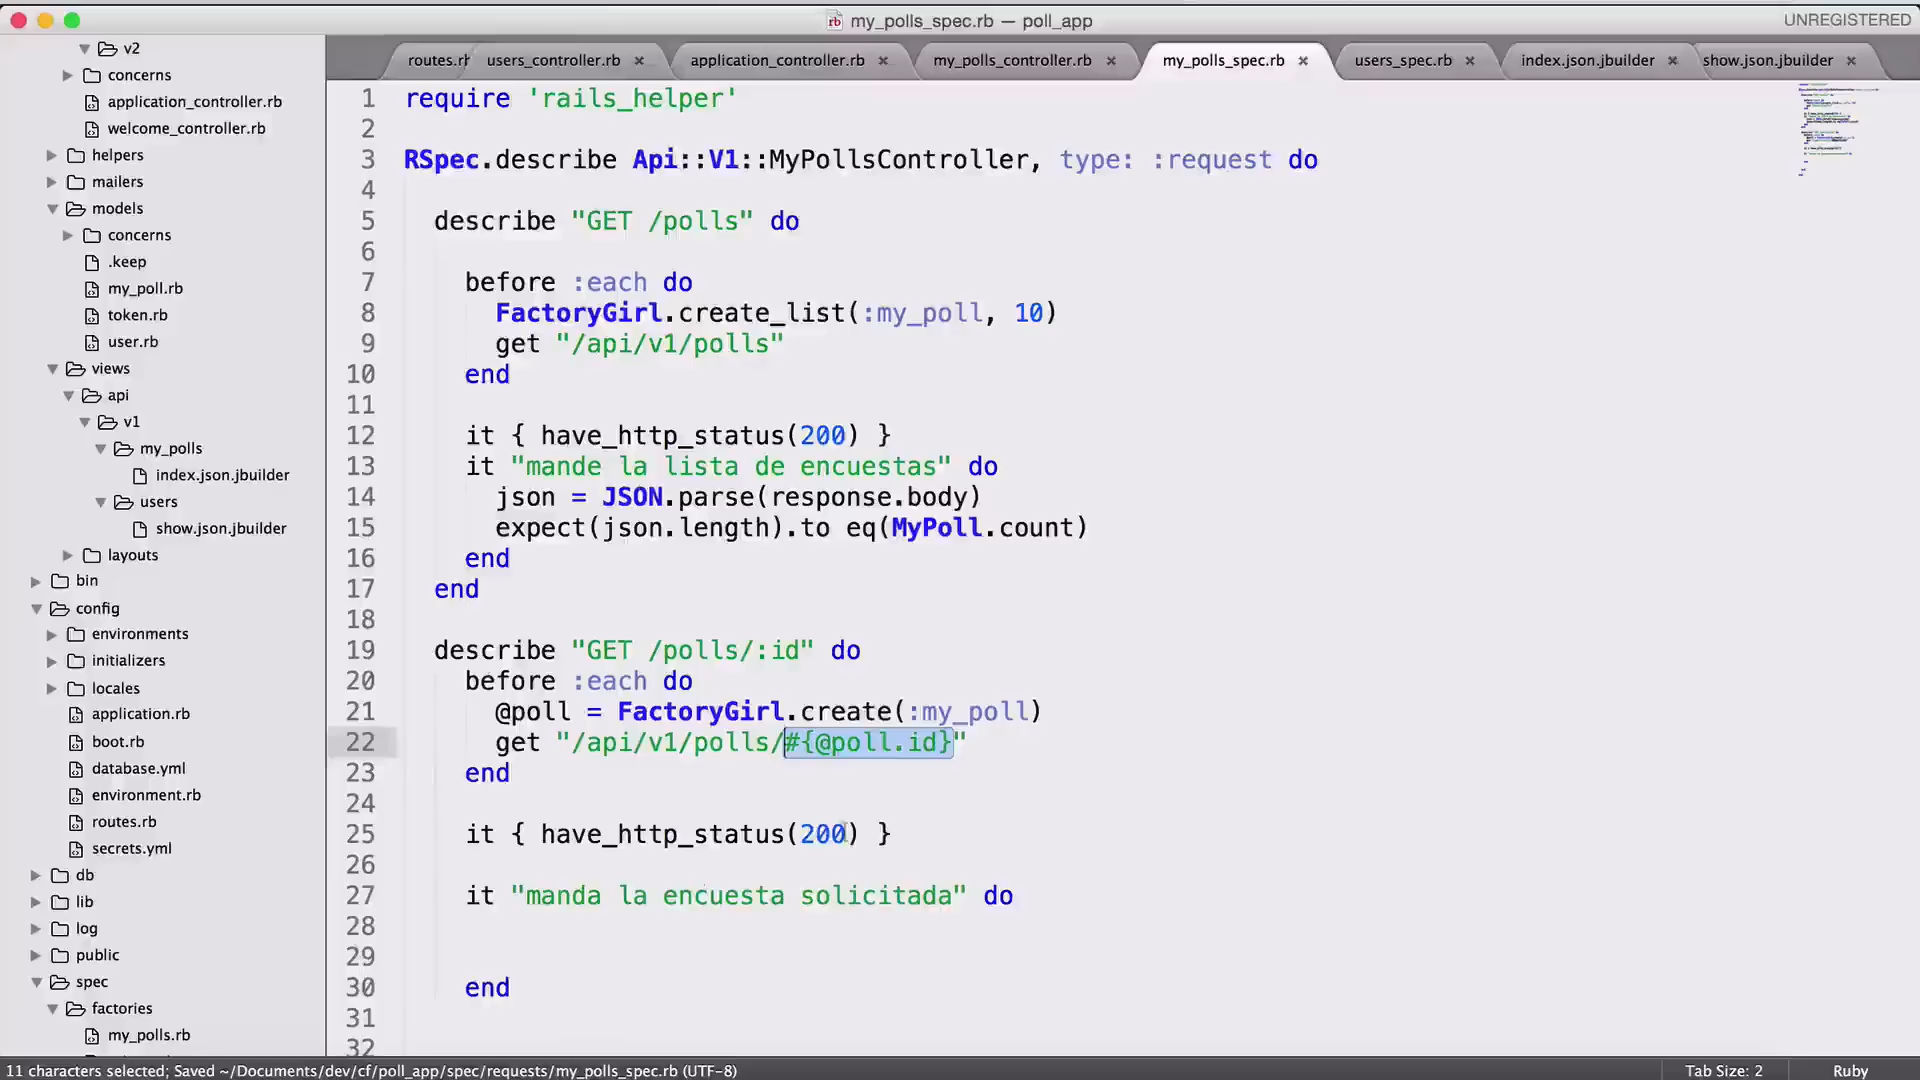 my_polls_spec.rb — poll_app
UNREGISTERED
routes.r
users_controller.rb
application_controller.rb
my_polls_controller.rb
my_polls_spec.rb
users_spec.rb
index.json.jbuilder
show.json.jbuilder
v2
concerns
application_controller.rb
welcome_controller.rb
helpers
mailers
models
concerns
.keep
my_poll.rb
token.rb
user.rb
views
api
v1
my_polls
index.json.jbuilder
users
show.json.jbuilder
layouts
bin
config
environments
initializers
locales
application.rb
boot.rb
database.yml
environment.rb
routes.rb
secrets.yml
db
lib
log
public
spec
factories
my_polls.rb
1 require 'rails_helper'
2
3 RSpec.describe Api::V1::MyPollsController, type: :request do
4
5 describe "GET /polls" do
6
7 before :each do
8 FactoryGirl.create_list(:my_poll, 10)
9 get "/api/v1/polls"
10 end
11
12 it { have_http_status(200) }
13 it "mande la lista de encuestas" do
14 json = JSON.parse(response.body)
15 expect(json.length).to eq(MyPoll.count)
16 end
17 end
18
19 describe "GET /polls/:id" do
20 before :each do
21 @poll = FactoryGirl.create(:my_poll)
22 get "/api/v1/polls/#{@poll.id}"
23 end
24
25 it { have_http_status(200) }
26
27 it "manda la encuesta solicitada" do
28
29
30 end
31
32
11 characters selected; Saved ~/Documents/dev/cf/poll_app/spec/requests/my_polls_spec.rb (UTF-8)
Tab Size: 2
Ruby